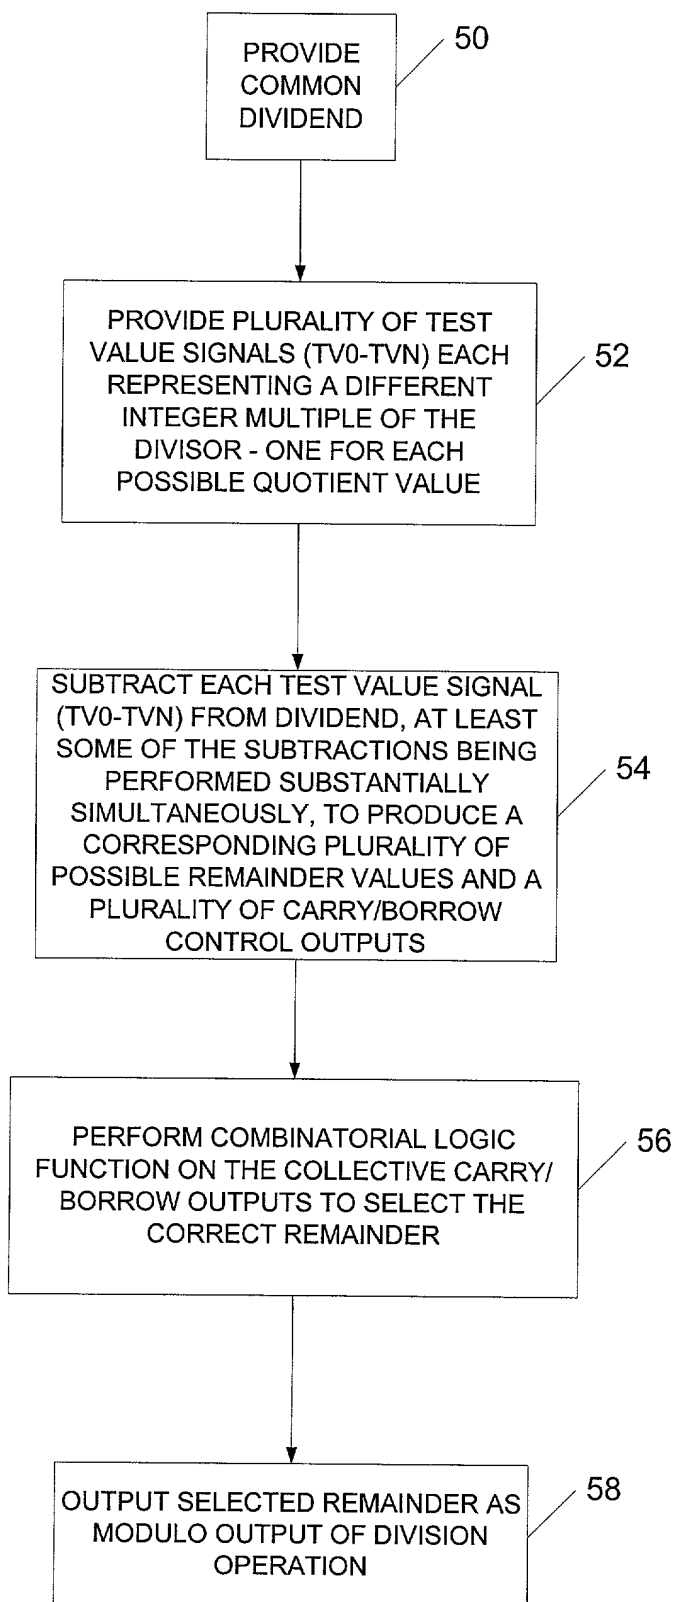 PROVIDE
COMMON
DIVIDEND
50
PROVIDE PLURALITY OF TEST
VALUE SIGNALS (TV0-TVN) EACH
REPRESENTING A DIFFERENT
INTEGER MULTIPLE OF THE
DIVISOR - ONE FOR EACH
POSSIBLE QUOTIENT VALUE
52
SUBTRACT EACH TEST VALUE SIGNAL
(TV0-TVN) FROM DIVIDEND, AT LEAST
SOME OF THE SUBTRACTIONS BEING
PERFORMED SUBSTANTIALLY
SIMULTANEOUSLY, TO PRODUCE A
CORRESPONDING PLURALITY OF
POSSIBLE REMAINDER VALUES AND A
PLURALITY OF CARRY/BORROW
CONTROL OUTPUTS
54
PERFORM COMBINATORIAL LOGIC
FUNCTION ON THE COLLECTIVE CARRY/
BORROW OUTPUTS TO SELECT THE
CORRECT REMAINDER
56
OUTPUT SELECTED REMAINDER AS
MODULO OUTPUT OF DIVISION
OPERATION
58